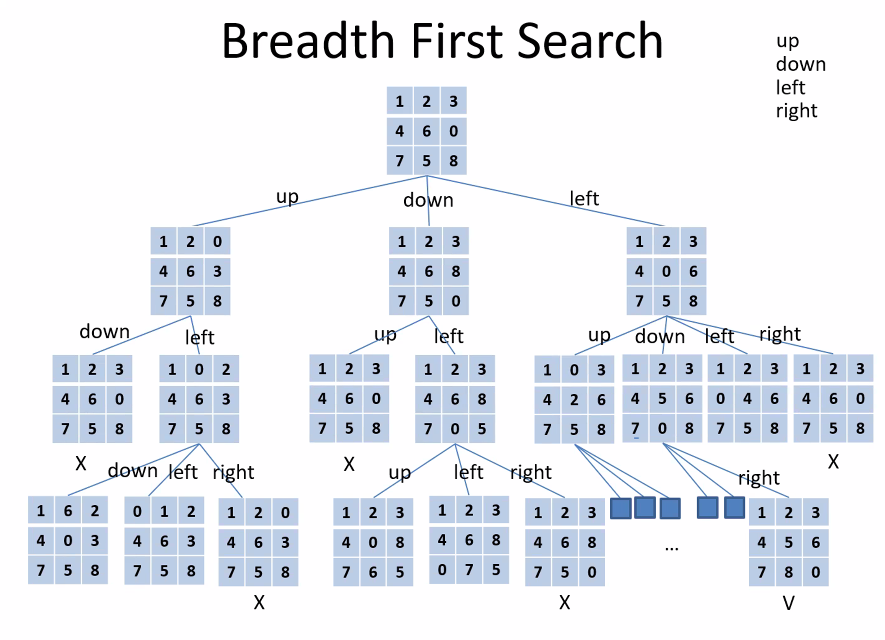 Breadth First Search
up
down
left
right
1 2 3
4 6 0
7 5 8
up down left
1 2 0
4 6 3
7 5 8
1 2 3
4 6 8
7 5 0
1 2 3
4 0 6
7 5 8
down left
up left
up down left right
1 2 3
4 6 0
7 5 8
X
1 0 2
4 6 3
7 5 8
1 2 3
4 6 0
7 5 8
X
1 2 3
4 6 8
7 0 5
1 0 3
4 2 6
7 5 8
1 2 3
4 5 6
7 0 8
1 2 3
0 4 6
7 5 8
1 2 3
4 6 0
7 5 8
X
down left right
up left right
right
1 6 2
4 0 3
7 5 8
0 1 2
4 6 3
7 5 8
1 2 0
4 6 3
7 5 8
X
1 2 3
4 0 8
7 6 5
1 2 3
4 6 8
0 7 5
1 2 3
4 6 8
7 5 0
X
...
1 2 3
4 5 6
7 8 0
V